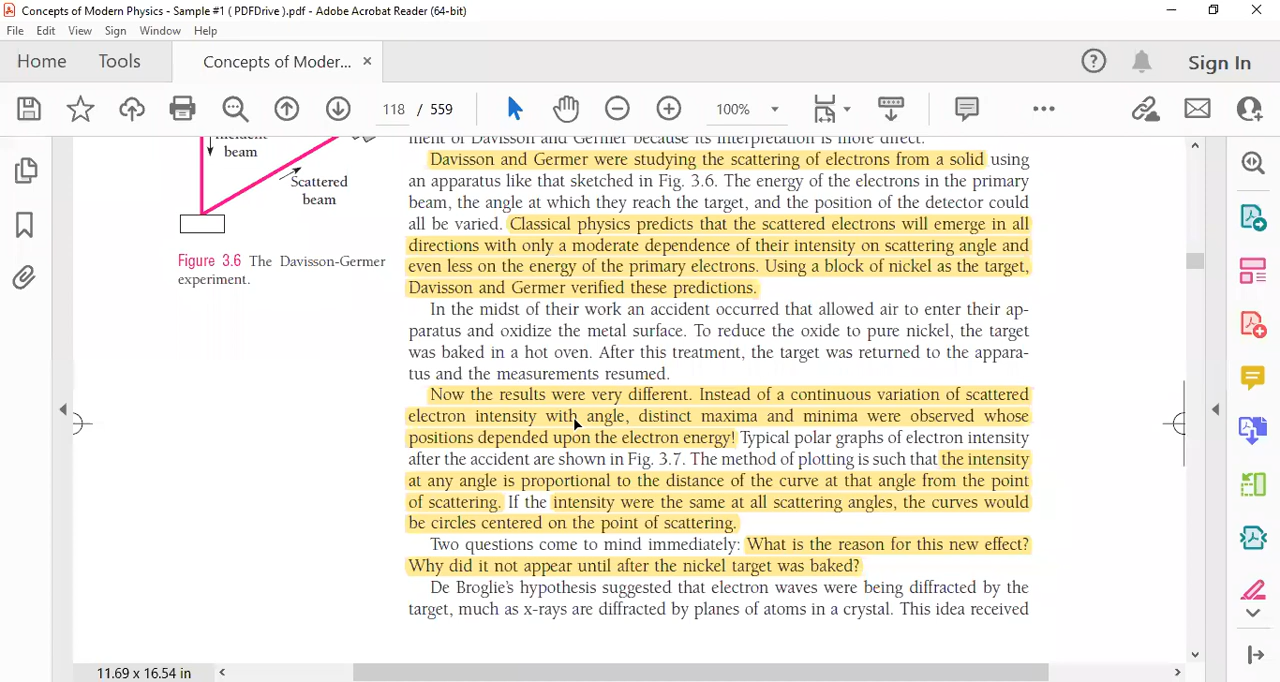 Concepts of Modern Physics - Sample #1 ( PDFDrive ).pdf - Adobe Acrobat Reader (64-bit)
File Edit View Sign Window Help
Home Tools Concepts of Moder... × ? Sign In
118 / 559 100%
beam
Scattered
beam
Figure 3.6 The Davisson-Germer
experiment.
ment of Davisson and Germer because its interpretation is more direct.
Davisson and Germer were studying the scattering of electrons from a solid using
an apparatus like that sketched in Fig. 3.6. The energy of the electrons in the primary
beam, the angle at which they reach the target, and the position of the detector could
all be varied. Classical physics predicts that the scattered electrons will emerge in all
directions with only a moderate dependence of their intensity on scattering angle and
even less on the energy of the primary electrons. Using a block of nickel as the target,
Davisson and Germer verified these predictions.
In the midst of their work an accident occurred that allowed air to enter their ap-
paratus and oxidize the metal surface. To reduce the oxide to pure nickel, the target
was baked in a hot oven. After this treatment, the target was returned to the appara-
tus and the measurements resumed.
Now the results were very different. Instead of a continuous variation of scattered
electron intensity with angle, distinct maxima and minima were observed whose
positions depended upon the electron energy! Typical polar graphs of electron intensity
after the accident are shown in Fig. 3.7. The method of plotting is such that the intensity
at any angle is proportional to the distance of the curve at that angle from the point
of scattering. If the intensity were the same at all scattering angles, the curves would
be circles centered on the point of scattering.
Two questions come to mind immediately: What is the reason for this new effect?
Why did it not appear until after the nickel target was baked?
De Broglie's hypothesis suggested that electron waves were being diffracted by the
target, much as x-rays are diffracted by planes of atoms in a crystal. This idea received
11.69 x 16.54 in